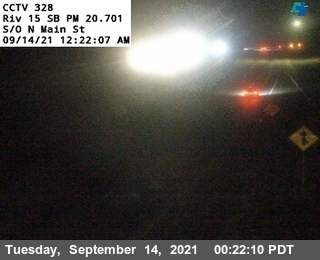 CCTV 328
Riv 15 SB PM 20.701
S/O N Main St
09/14/21 12:22:07 AM
Tuesday, September 14, 2021 00:22:10 PDT